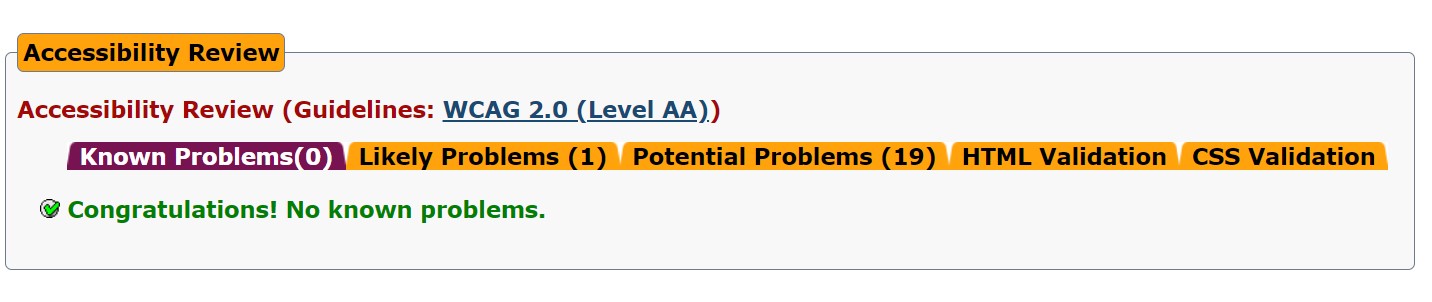 Accessibility Review
Accessibility Review (Guidelines: WCAG 2.0 (Level AA))
Known Problems(0) Likely Problems (1) Potential Problems (19) HTML Validation CSS Validation
Congratulations! No known problems.